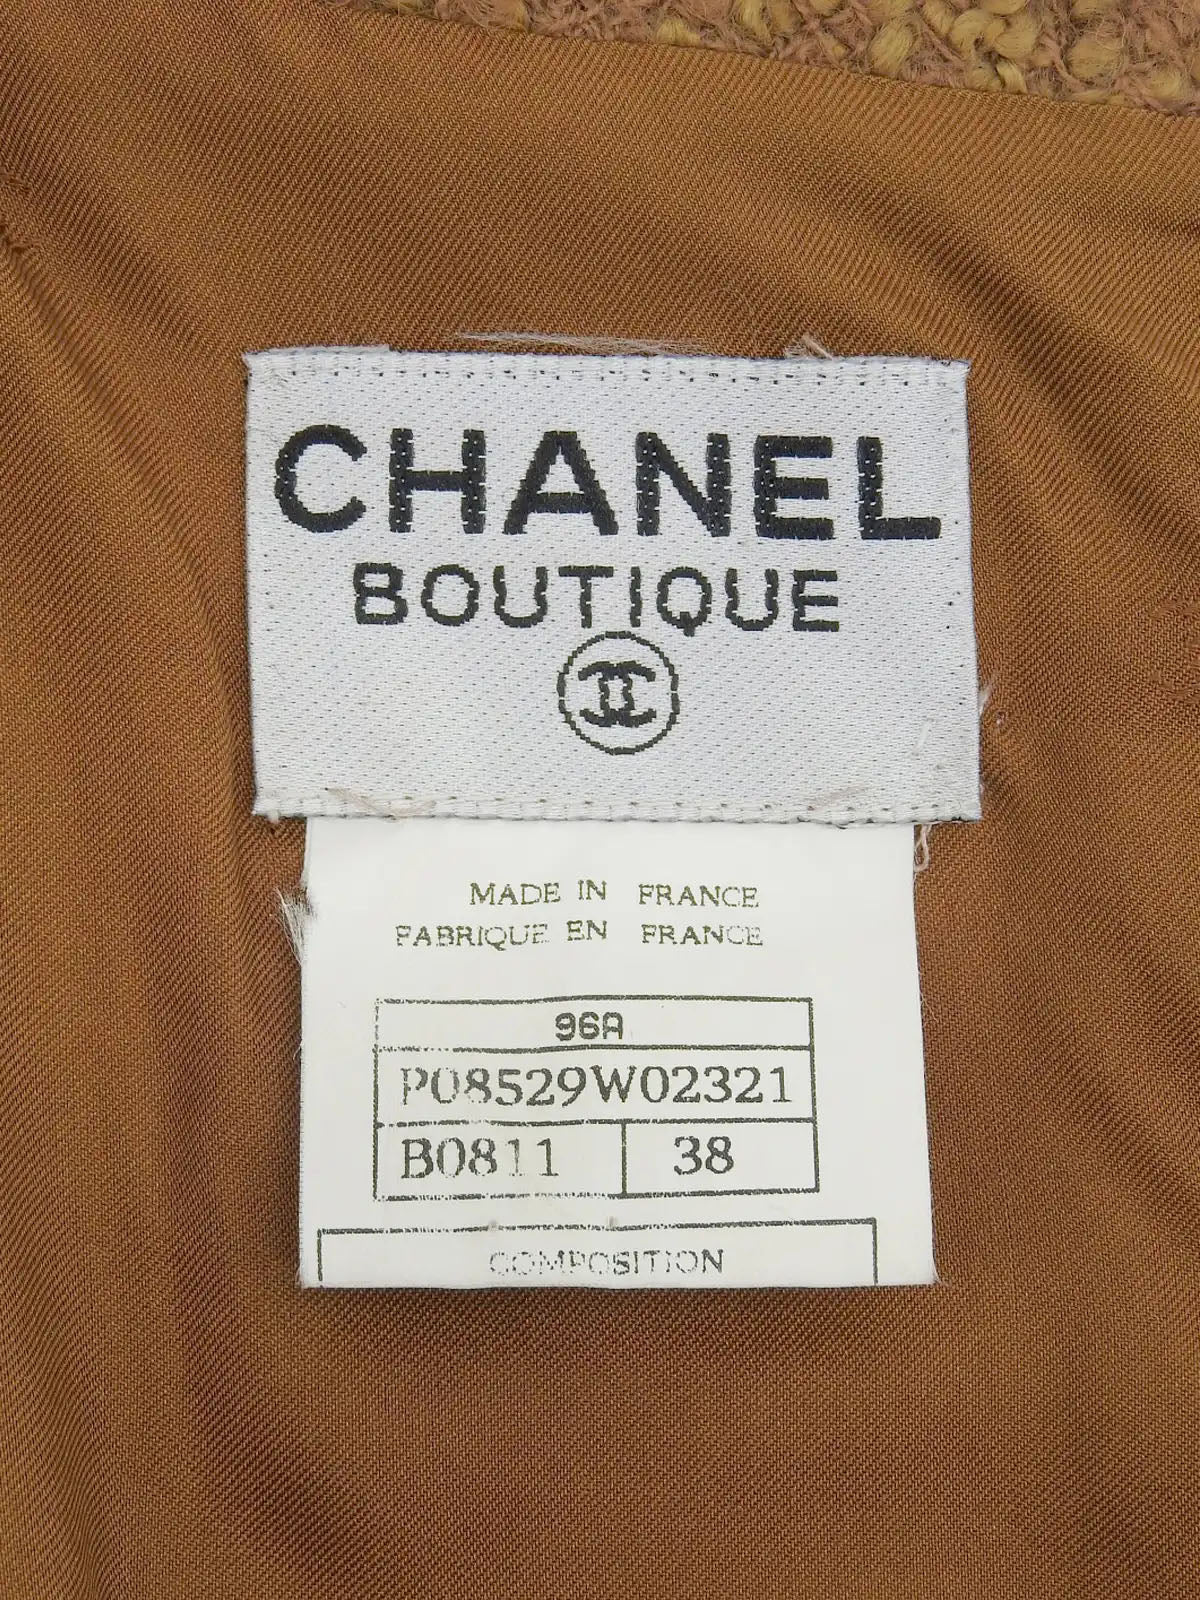 CHANEL
BOUTIQUE
MADE IN FRANCE
FABRIQUE EN FRANCE
96A
P08529W02321
B0811 38
COMPOSITION